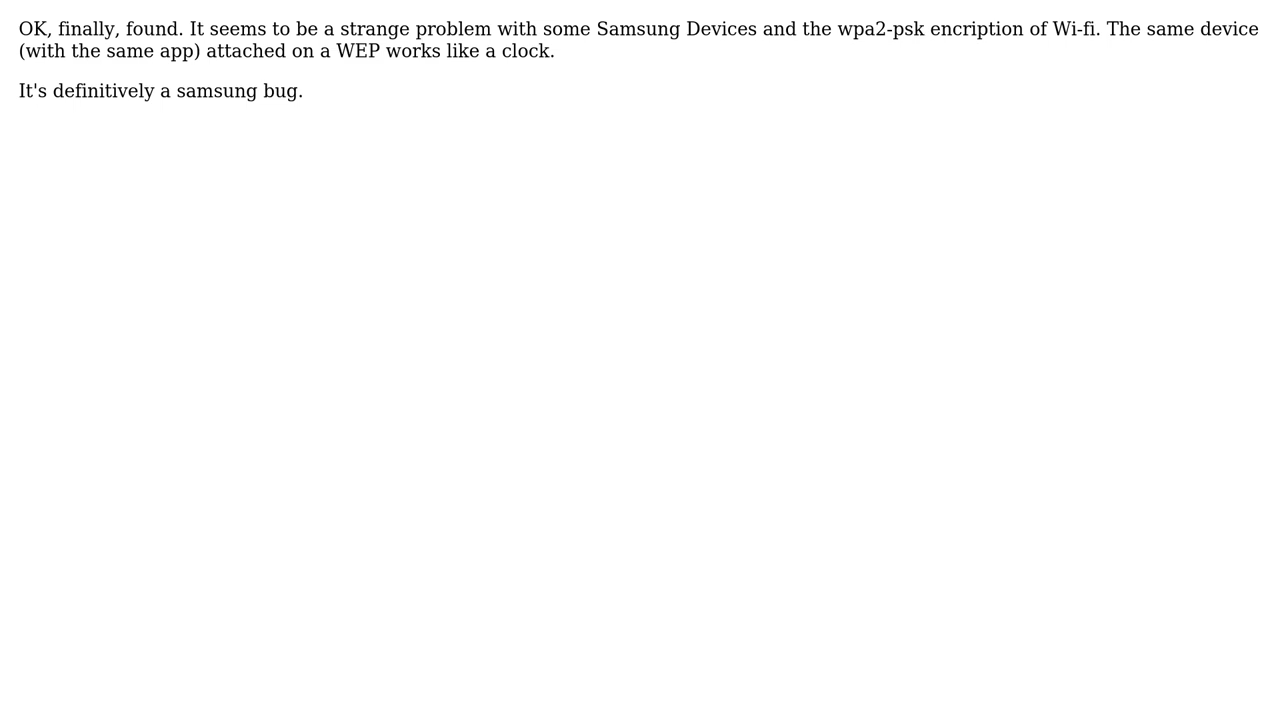 OK, finally, found. It seems to be a strange problem with some Samsung Devices and the wpa2-psk encription of Wi-fi. The same device
(with the same app) attached on a WEP works like a clock.
It's definitively a samsung bug.